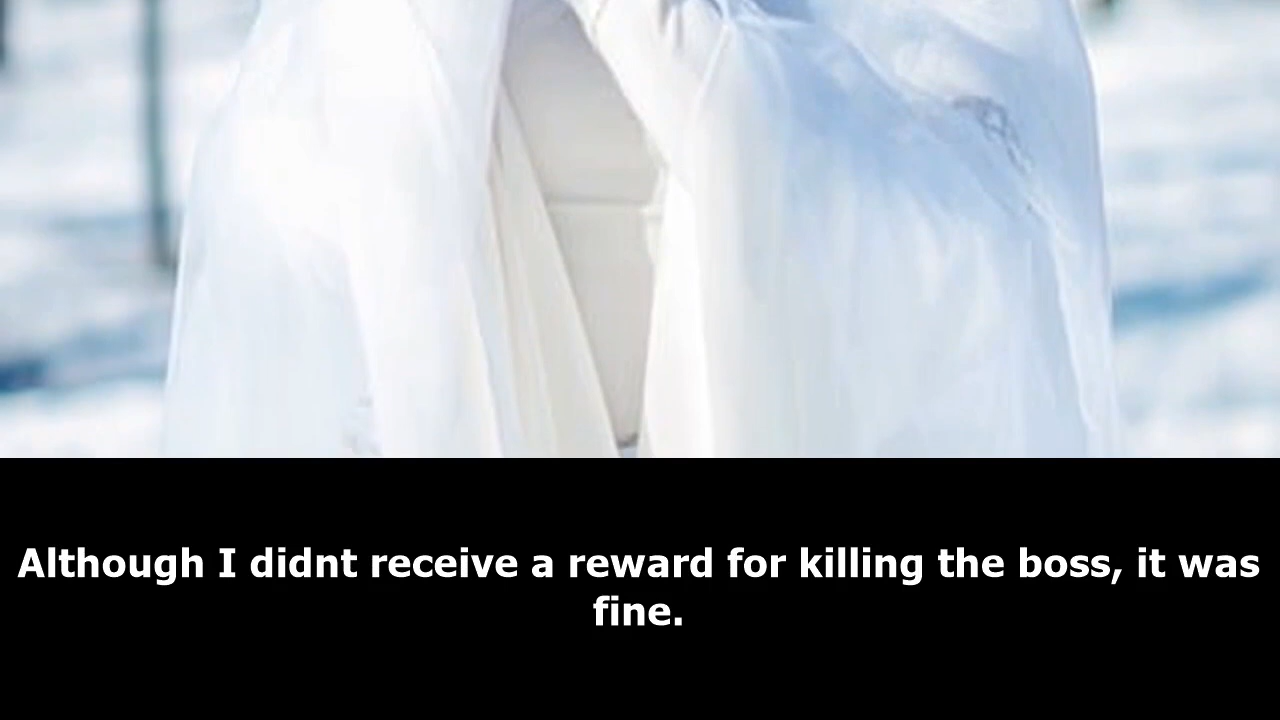 Although I didnt receive a reward for killing the boss, it was
fine.